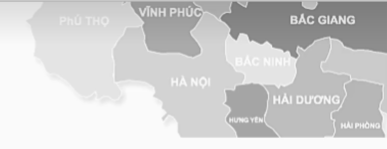 PHÚ THỌ
VĨNH PHÚC
BẮC GIANG
BẮC NINH
HÀ NỘI
HẢI DƯƠNG
HƯNG YÊN
HẢI PHÒNG